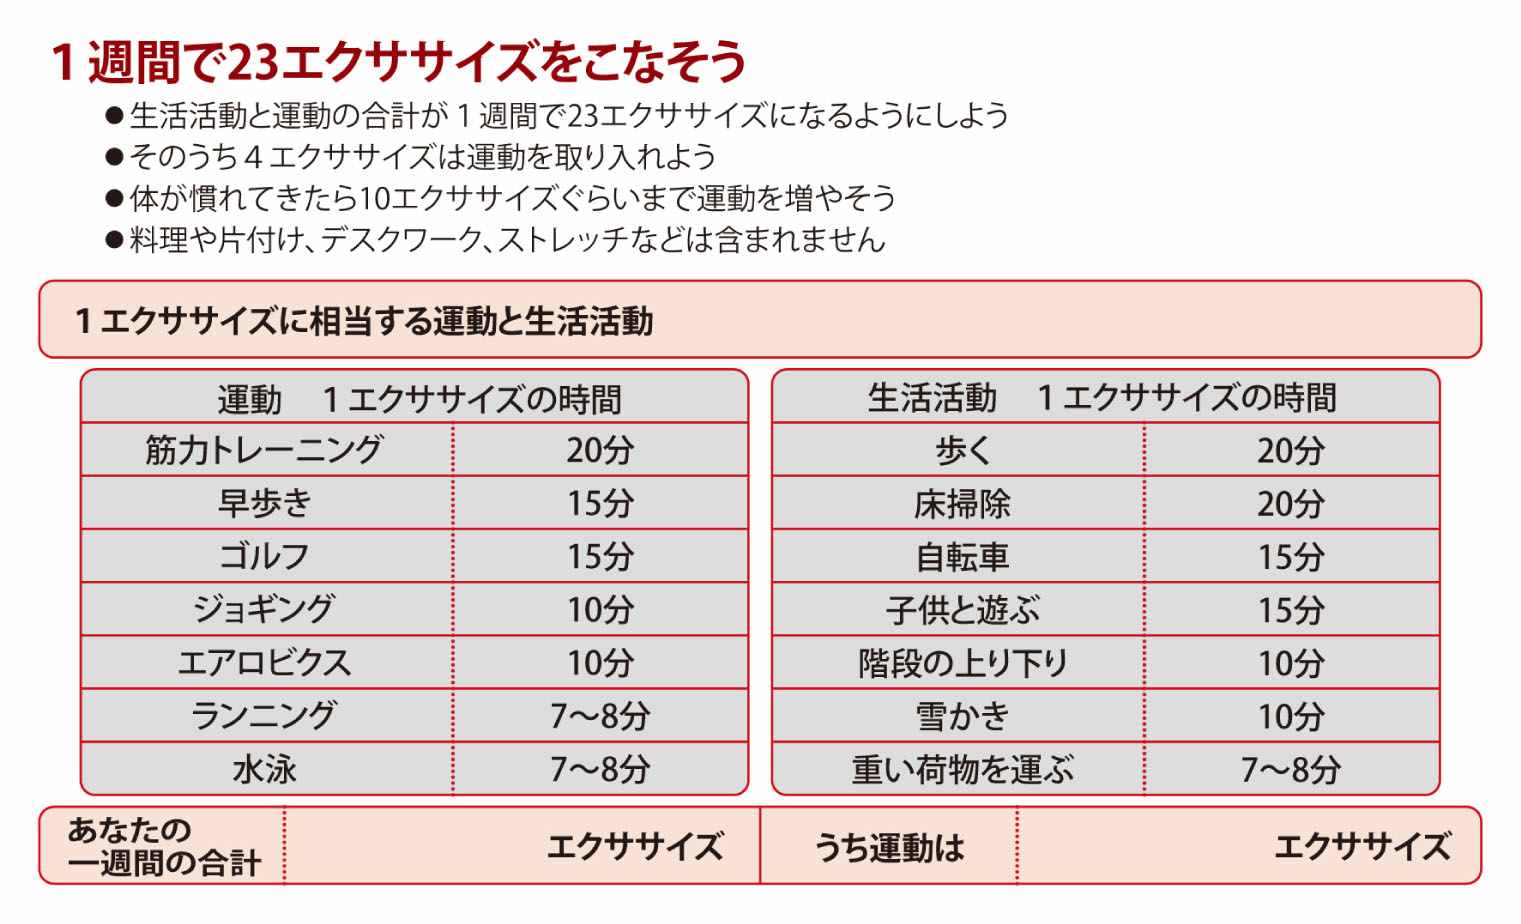 1週間で23エクササイズをこなそう
●生活活動と運動の合計が1週間で23エクササイズになるようにしよう
●そのうち4エクササイズは運動を取り入れよう
●体が慣れてきたら10エクササイズぐらいまで運動を増やそう
●料理や片付け、デスクワーク、ストレッチなどは含まれません
1エクササイズに相当する運動と生活活動
運動 1エクササイズの時間
筋力トレーニング 20分
早歩き 15分
ゴルフ 15分
ジョギング 10分
エアロビクス 10分
ランニング 7〜8分
水泳 7〜8分
生活活動 1エクササイズの時間
歩く 20分
床掃除 20分
自転車 15分
子供と遊ぶ 15分
階段の上り下り 10分
雪かき 10分
重い荷物を運ぶ 7〜8分
あなたの
一週間の合計
エクササイズ
うち運動は
エクササイズ